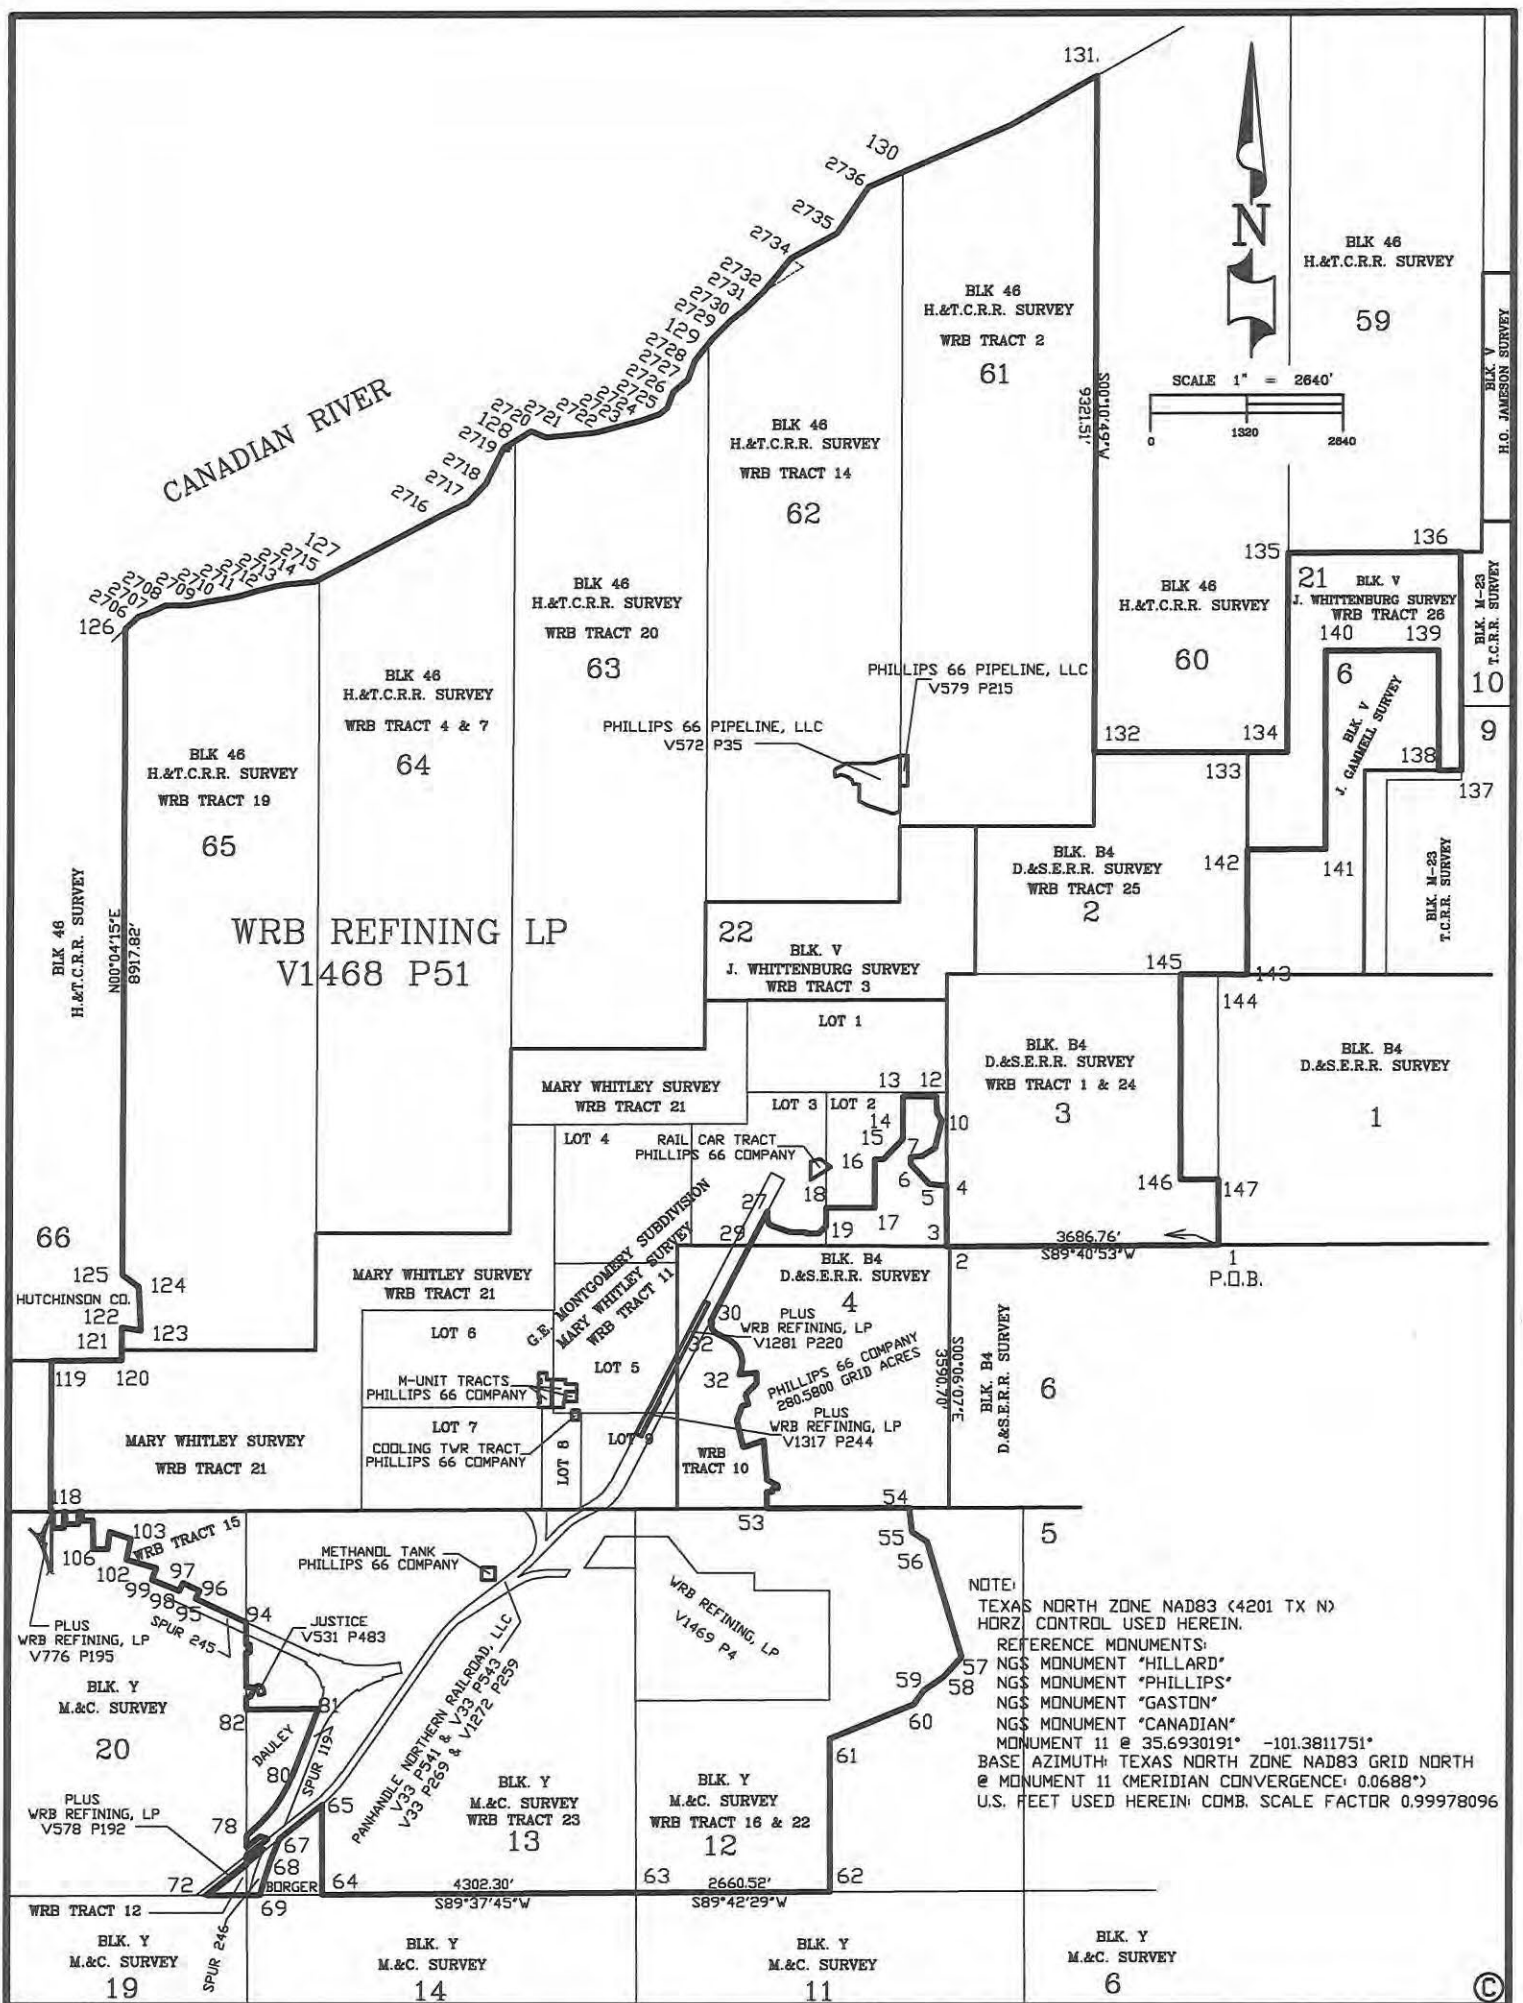 131.
130
2736
2735
2734
2732
2731
2730
2729
129
2728
2727
2726
2725
2724
2723
2722
2721
2720
128
2719
2718
2717
2716
127
2715
2714
2713
2712
2711
2710
2709
2708
2707
2706
126
CANADIAN RIVER
N
SCALE 1" = 2640'
0 1320 2640
BLK 46
H.&T.C.R.R. SURVEY
59
BLK. V
H.O. JAMESON SURVEY
BLK 46
H.&T.C.R.R. SURVEY
WRB TRACT 2
61
S00°10'49"W
9321.51'
BLK 46
H.&T.C.R.R. SURVEY
WRB TRACT 14
62
BLK 46
H.&T.C.R.R. SURVEY
WRB TRACT 20
63
BLK 46
H.&T.C.R.R. SURVEY
WRB TRACT 4 & 7
64
BLK 46
H.&T.C.R.R. SURVEY
WRB TRACT 19
65
BLK 46
H.&T.C.R.R. SURVEY
60
135
136
21
BLK. V
J. WHITTENBURG SURVEY
WRB TRACT 26
140
139
6
BLK. V
J. GAMMELL SURVEY
BLK. M-23
T.C.R.R. SURVEY
10
9
132
134
133
138
137
142
141
BLK. M-23
T.C.R.R. SURVEY
PHILLIPS 66 PIPELINE, LLC
V579 P215
PHILLIPS 66 PIPELINE, LLC
V572 P35
BLK. B4
D.&S.E.R.R. SURVEY
WRB TRACT 25
2
BLK 46
H.&T.C.R.R. SURVEY
N00°04'15"E
8917.82'
WRB REFINING LP
V1468 P51
22
BLK. V
J. WHITTENBURG SURVEY
WRB TRACT 3
145
143
144
LOT 1
BLK. B4
D.&S.E.R.R. SURVEY
WRB TRACT 1 & 24
3
BLK. B4
D.&S.E.R.R. SURVEY
1
MARY WHITLEY SURVEY
WRB TRACT 21
13
12
LOT 3
LOT 2
14
10
15
7
LOT 4
RAIL CAR TRACT
PHILLIPS 66 COMPANY
16
6
5
4
18
17
146
147
27
29
19
3
3686.76'
S89°40'53"W
2
1
P.O.B.
66
125
124
HUTCHINSON CO.
122
121
123
119
120
MARY WHITLEY SURVEY
WRB TRACT 21
G.E. MONTGOMERY SUBDIVISION
MARY WHITLEY SURVEY
WRB TRACT 11
BLK. B4
D.&S.E.R.R. SURVEY
4
30
PLUS
WRB REFINING, LP
V1281 P220
32
32
LOT 6
LOT 5
M-UNIT TRACTS
PHILLIPS 66 COMPANY
PHILLIPS 66 COMPANY
280.5800 GRID ACRES
PLUS
WRB REFINING, LP
V1317 P244
S00°06'07"E
3590.70'
BLK. B4
D.&S.E.R.R. SURVEY
6
MARY WHITLEY SURVEY
WRB TRACT 21
LOT 7
COOLING TWR TRACT
PHILLIPS 66 COMPANY
LOT 8
LOT 9
WRB
TRACT 10
118
53
54
5
55
56
103
WRB TRACT 15
106
102
97
99
98
96
95
94
SPUR 245
PLUS
WRB REFINING, LP
V776 P195
METHANOL TANK
PHILLIPS 66 COMPANY
JUSTICE
V531 P483
WRB REFINING, LP
V1469 P4
PANHANDLE NORTHERN RAILROAD, LLC
V33 P541 & V33 P543
V33 P269 & V1272 P259
BLK. Y
M.&C. SURVEY
20
82
81
DAULEY
80
SPUR 119
PLUS
WRB REFINING, LP
V578 P192
78
65
67
68
BORGER
69
72
64
WRB TRACT 12
SPUR 246
BLK. Y
M.&C. SURVEY
WRB TRACT 23
13
4302.30'
S89°37'45"W
BLK. Y
M.&C. SURVEY
WRB TRACT 16 & 22
12
63
2660.52'
S89°42'29"W
62
61
57
58
59
60
NOTE:
TEXAS NORTH ZONE NAD83 (4201 TX N)
HORZ. CONTROL USED HEREIN.
REFERENCE MONUMENTS:
NGS MONUMENT "HILLARD"
NGS MONUMENT "PHILLIPS"
NGS MONUMENT "GASTON"
NGS MONUMENT "CANADIAN"
MONUMENT 11 @ 35.6930191° -101.3811751°
BASE AZIMUTH: TEXAS NORTH ZONE NAD83 GRID NORTH
@ MONUMENT 11 (MERIDIAN CONVERGENCE: 0.0688°)
U.S. FEET USED HEREIN: COMB. SCALE FACTOR 0.99978096
BLK. Y
M.&C. SURVEY
19
BLK. Y
M.&C. SURVEY
14
BLK. Y
M.&C. SURVEY
11
BLK. Y
M.&C. SURVEY
6
©